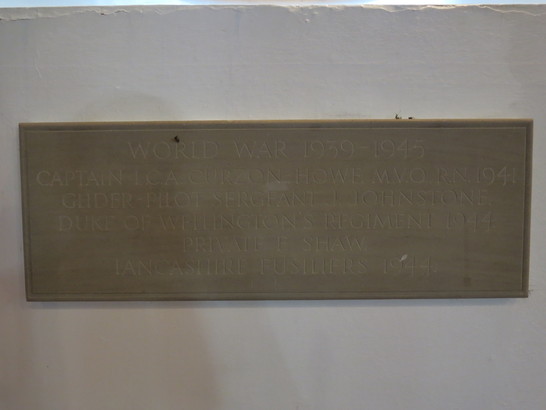 WORLD WAR 1939-1945
CAPTAIN L.C.A. CURZON-HOWE M.V.O. R.N. 1941
GLIDER PILOT SERGEANT J. JOHNSTONE
DUKE OF WELLINGTON'S REGIMENT 1944
PRIVATE SHAW
LANCASHIRE FUSILIERS 1944